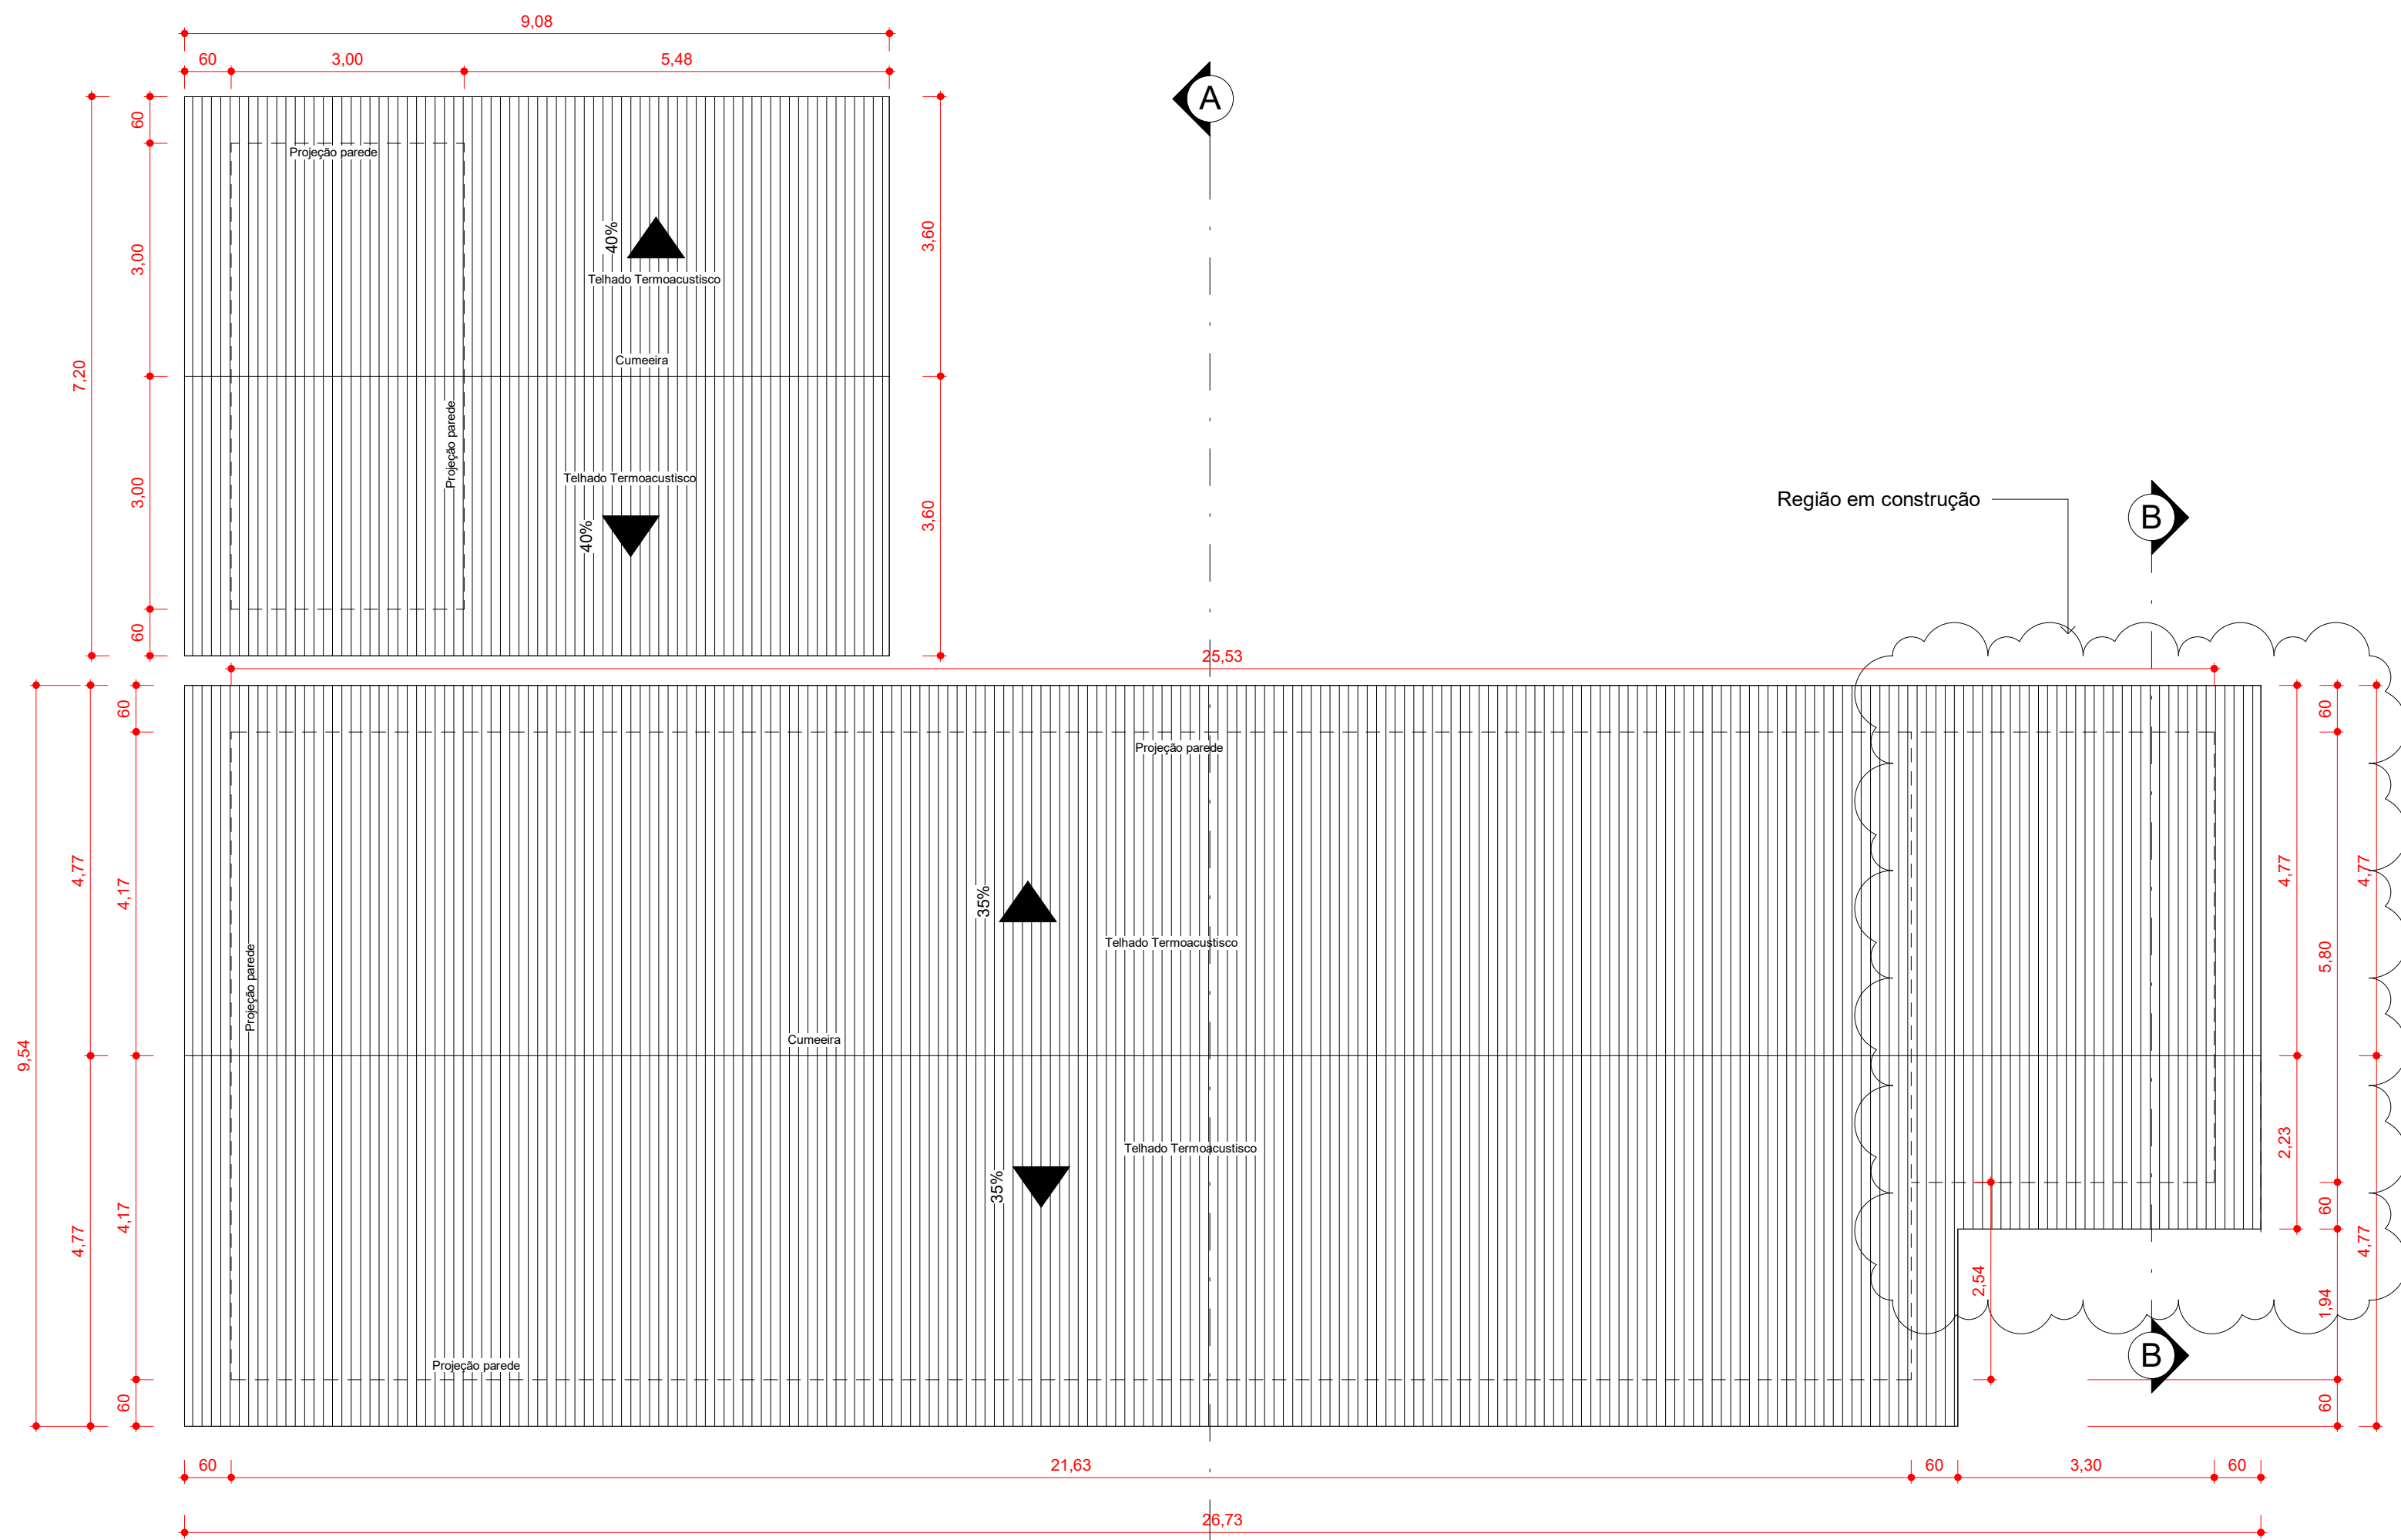 9,08
60 3,00 5,48
A
60
Projeção parede
3,00
40%
3,60
Telhado Termoacustisco
Cumeeira
7,20
Projeção parede
Telhado Termoacustisco
3,00
40%
3,60
Região em construção
B
60
25,53
60
60
Projeção parede
4,77
4,17
35%
4,77
4,77
Telhado Termoacustisco
5,80
Projeção parede
Cumeeira
9,54
Telhado Termoacustisco
2,23
35%
4,17
60
4,77
4,77
2,54
1,94
B
Projeção parede
60
60
60 21,63 60 3,30 60
26,73